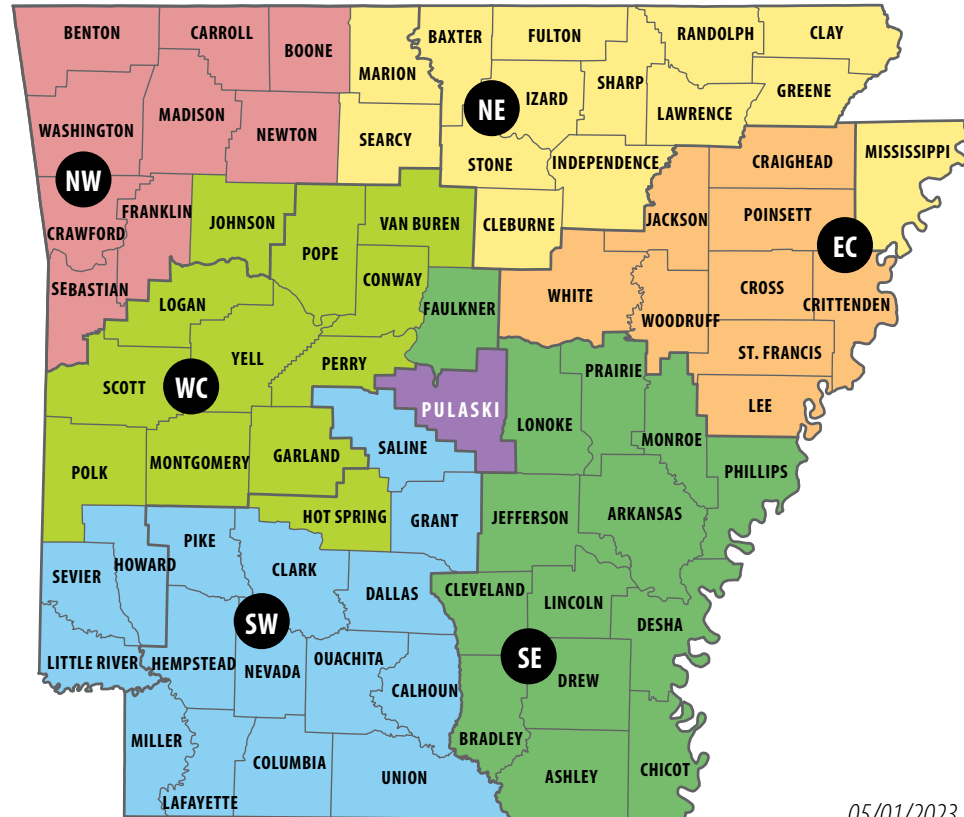 BENTON
CARROLL
BOONE
MARION
BAXTER
FULTON
RANDOLPH
CLAY
SHARP
IZARD
GREENE
NE
MADISON
LAWRENCE
WASHINGTON
NEWTON
SEARCY
STONE
INDEPENDENCE
CRAIGHEAD
MISSISSIPPI
NW
FRANKLIN
JOHNSON
VAN BUREN
CLEBURNE
JACKSON
POINSETT
CRAWFORD
POPE
EC
SEBASTIAN
LOGAN
CONWAY
FAULKNER
WHITE
CROSS
CRITTENDEN
WOODRUFF
YELL
PERRY
ST. FRANCIS
SCOTT
WC
PRAIRIE
PULASKI
LEE
LONOKE
MONROE
SALINE
POLK
MONTGOMERY
GARLAND
PHILLIPS
HOT SPRING
GRANT
JEFFERSON
ARKANSAS
PIKE
SEVIER
HOWARD
CLARK
DALLAS
CLEVELAND
LINCOLN
DESHA
SW
LITTLE RIVER
HEMPSTEAD
NEVADA
OUACHITA
SE
CALHOUN
DREW
MILLER
BRADLEY
COLUMBIA
UNION
ASHLEY
CHICOT
LAFAYETTE
05/01/2023